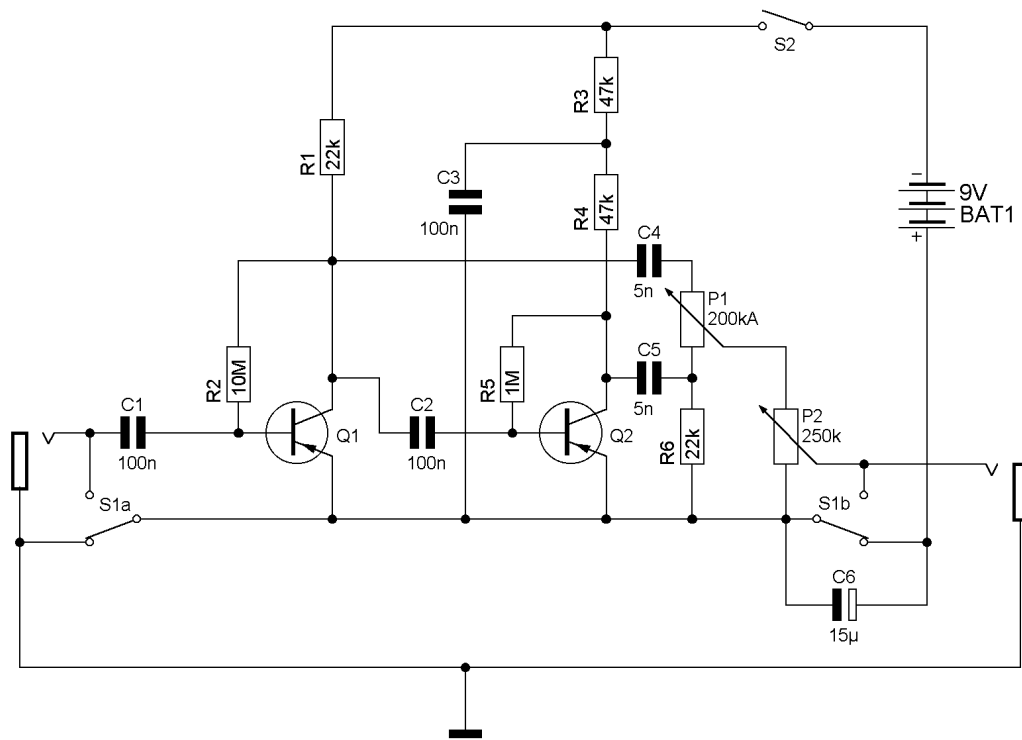 S2
R3
47k
R1
22k
C3
100n
R4
47k
−
9V
BAT1
+
C4
5n
P1
200kA
R2
10M
R5
1M
C5
5n
C1
100n
Q1
C2
100n
Q2
R6
22k
P2
250k
S1a
S1b
C6
15µ